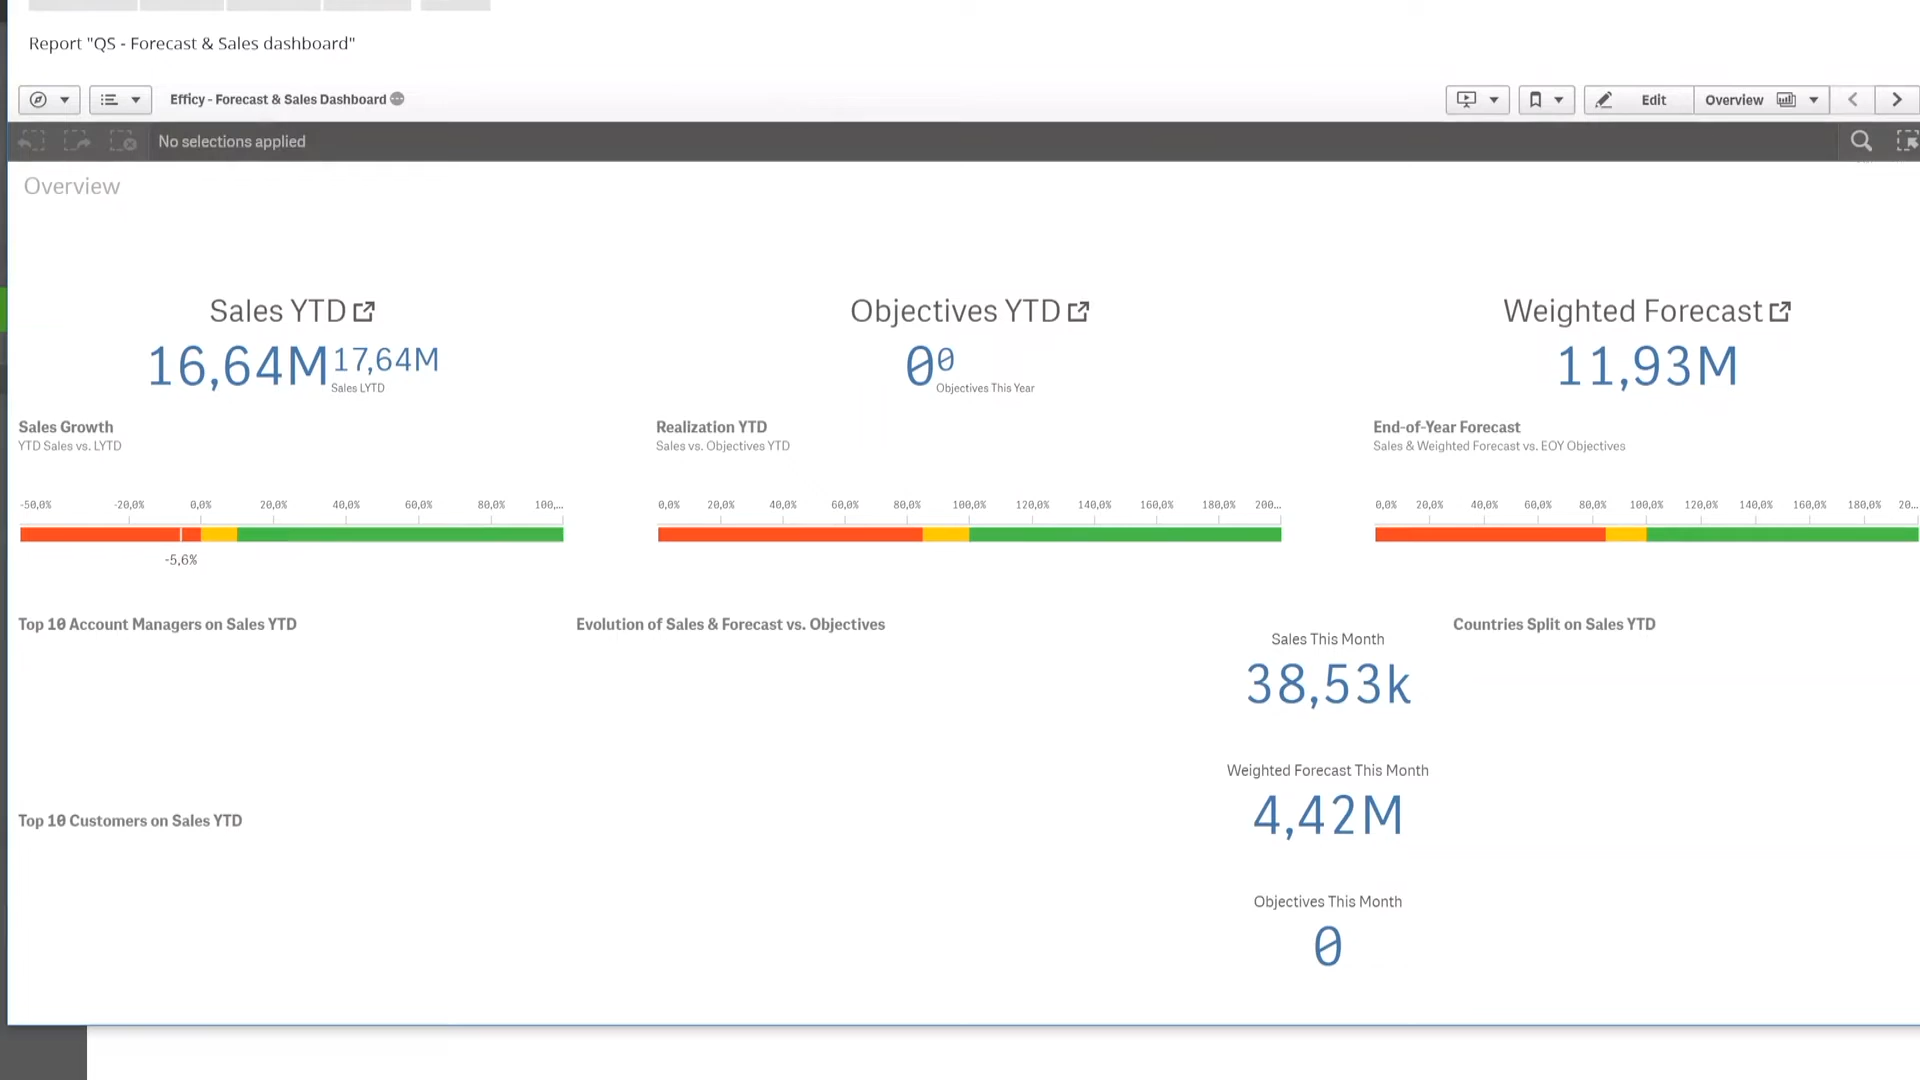 Report "QS - Forecast & Sales dashboard"
Efficy - Forecast & Sales Dashboard
Edit
Overview
No selections applied
Overview
Sales YTD
Objectives YTD
Weighted Forecast
16,64M 17,64M
Sales LYTD
0 0
Objectives This Year
11,93M
Sales Growth
YTD Sales vs. LYTD
Realization YTD
Sales vs. Objectives YTD
End-of-Year Forecast
Sales & Weighted Forecast vs. EOY Objectives
-50,0% -20,0% 0,0% 20,0% 40,0% 60,0% 80,0% 100,...
0,0% 20,0% 40,0% 60,0% 80,0% 100,0% 120,0% 140,0% 160,0% 180,0% 200...
0,0% 20,0% 40,0% 60,0% 80,0% 100,0% 120,0% 140,0% 160,0% 180,0% 20...
-5,6%
Top 10 Account Managers on Sales YTD
Evolution of Sales & Forecast vs. Objectives
Countries Split on Sales YTD
Sales This Month
38,53k
Weighted Forecast This Month
4,42M
Top 10 Customers on Sales YTD
Objectives This Month
0